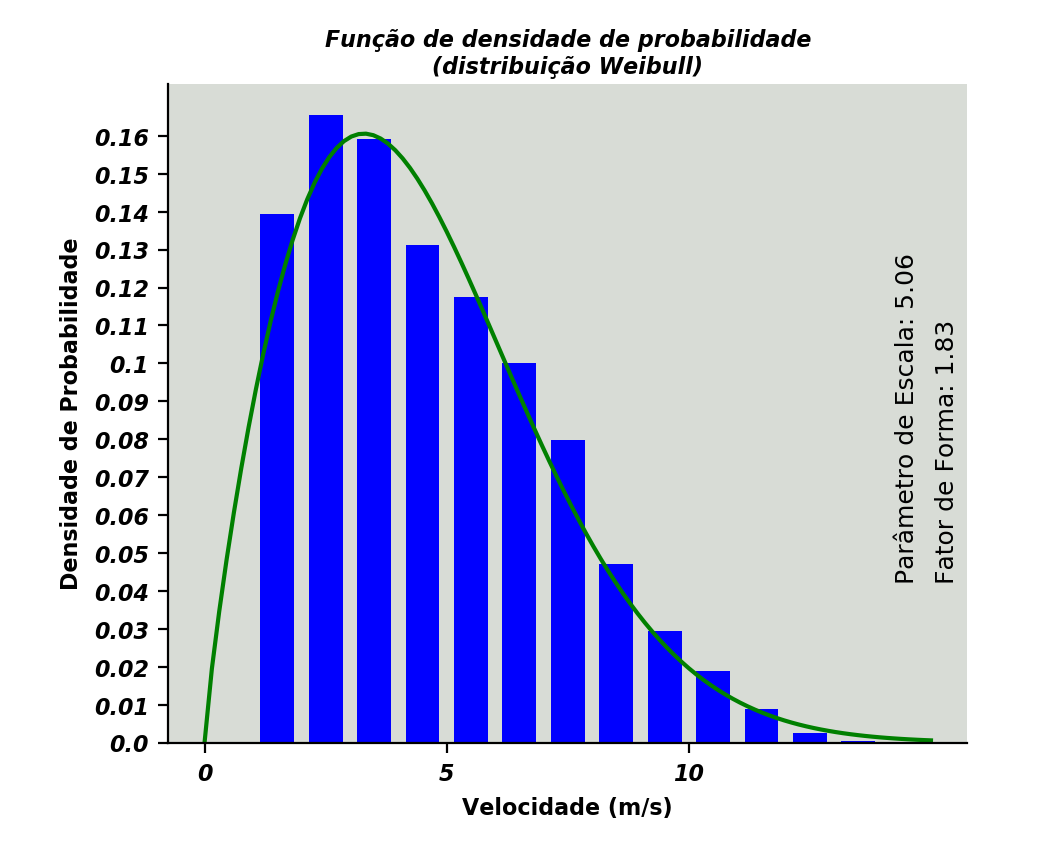 Função de densidade de probabilidade
(distribuição Weibull)
Densidade de Probabilidade
0.16
0.15
0.14
0.13
0.12
0.11
0.1
0.09
0.08
0.07
0.06
0.05
0.04
0.03
0.02
0.01
0.0
Parâmetro de Escala: 5.06
Fator de Forma: 1.83
0 5 10
Velocidade (m/s)